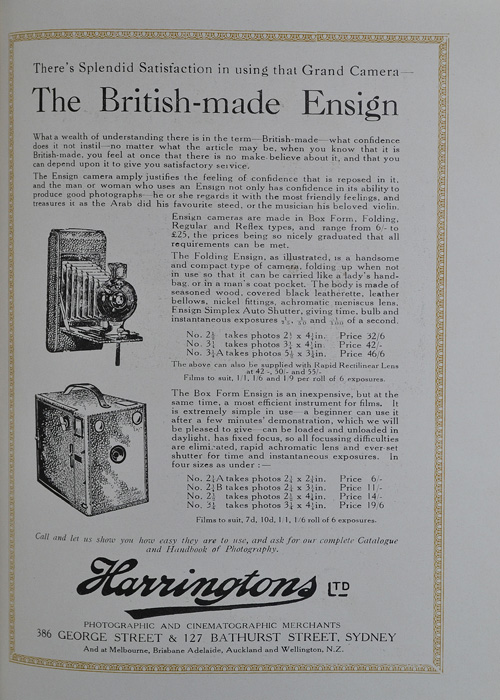 There's Splendid Satisfaction in using that Grand Camera—
The British-made Ensign
What a wealth of understanding there is in the term—British-made—what confidence
does it not instil—no matter what the article may be, when you know that it is
British-made, you feel at once that there is no make believe about it, and that you
can depend upon it to give you satisfactory service.
The Ensign camera amply justifies the feeling of confidence that is reposed in it,
and the man or woman who uses an Ensign not only has confidence in its ability to
produce good photographs—he or she regards it with the most friendly feelings, and
treasures it as the Arab did his favourite steed, or the musician his beloved violin.
Ensign cameras are made in Box Form, Folding,
Regular and Reflex types, and range from 6/- to
£25, the prices being so nicely graduated that all
requirements can be met.
The Folding Ensign, as illustrated, is a handsome
and compact type of camera, folding up when not
in use so that it can be carried like a lady's hand-
bag, or in a man's coat pocket. The body is made of
seasoned wood, covered black leatherette, leather
bellows, nickel fittings, achromatic meniscus lens.
Ensign Simplex Auto Shutter, giving time, bulb and
instantaneous exposures and of a second.
No. 2½ takes photos 2½ x 4¼in. Price 32/6
No. 3¼ takes photos 3¼ x 4¼in. Price 42/-
No. 3¼A takes photos 5½ x 3¼in. Price 46/6
The above can also be supplied with Rapid Rectilinear Lens
at 42/-, 50/- and 55/-
Films to suit, 1/1, 1/6 and 1/9 per roll of 6 exposures.
The Box Form Ensign is an inexpensive, but at the
same time, a most efficient instrument for films. It
is extremely simple in use—a beginner can use it
after a few minutes' demonstration, which we will
be pleased to give—can be loaded and unloaded in
daylight, has fixed focus, so all focussing difficulties
are eliminated, rapid achromatic lens and ever-set
shutter for time and instantaneous exposures. In
four sizes as under :—
No. 2¼A takes photos 2¼ x 2¼in. Price 6/-
No. 2¼B takes photos 2¼ x 3¼in. Price 11/-
No. 2½ takes photos 2½ x 4¼in. Price 14/-
No. 3¼ takes photos 3¼ x 4¼in. Price 19/6
Films to suit, 7d, 10d, 1/1, 1/6 roll of 6 exposures.
Call and let us show you how easy they are to use, and ask for our complete Catalogue
and Handbook of Photography.
Harringtons LTD
PHOTOGRAPHIC AND CINEMATOGRAPHIC MERCHANTS
386 GEORGE STREET & 127 BATHURST STREET, SYDNEY
And at Melbourne, Brisbane Adelaide, Auckland and Wellington, N.Z.